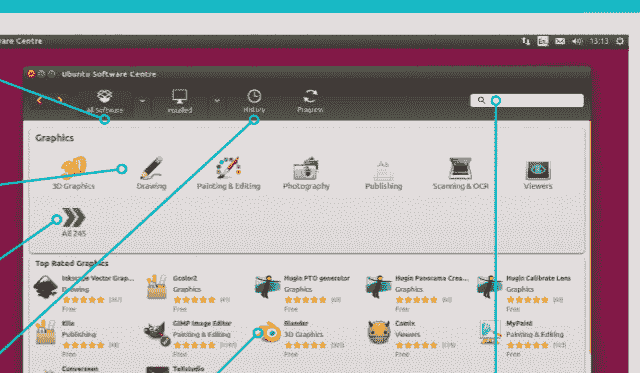 ware Centre
En
13:13
Ubuntu Software Centre
All Software
Installed
History
Progress
Graphics
3D Graphics
Drawing
Painting & Editing
Photography
Publishing
Scanning & OCR
Viewers
All 245
Top Rated Graphics
Inkscape Vector Grap...
Drawing
Free
Gcolor2
Graphics
Free
Hugin PTO generator
Graphics
Free
Hugin Panorama Crea...
Graphics
Free
Hugin Calibrate Lens
Graphics
Free
Publishing
Free
GIMP Image Editor
Painting & Editing
Free
Blender
3D Graphics
Free
Comix
Viewers
Free
MyPaint
Painting & Editing
Free
Converseen